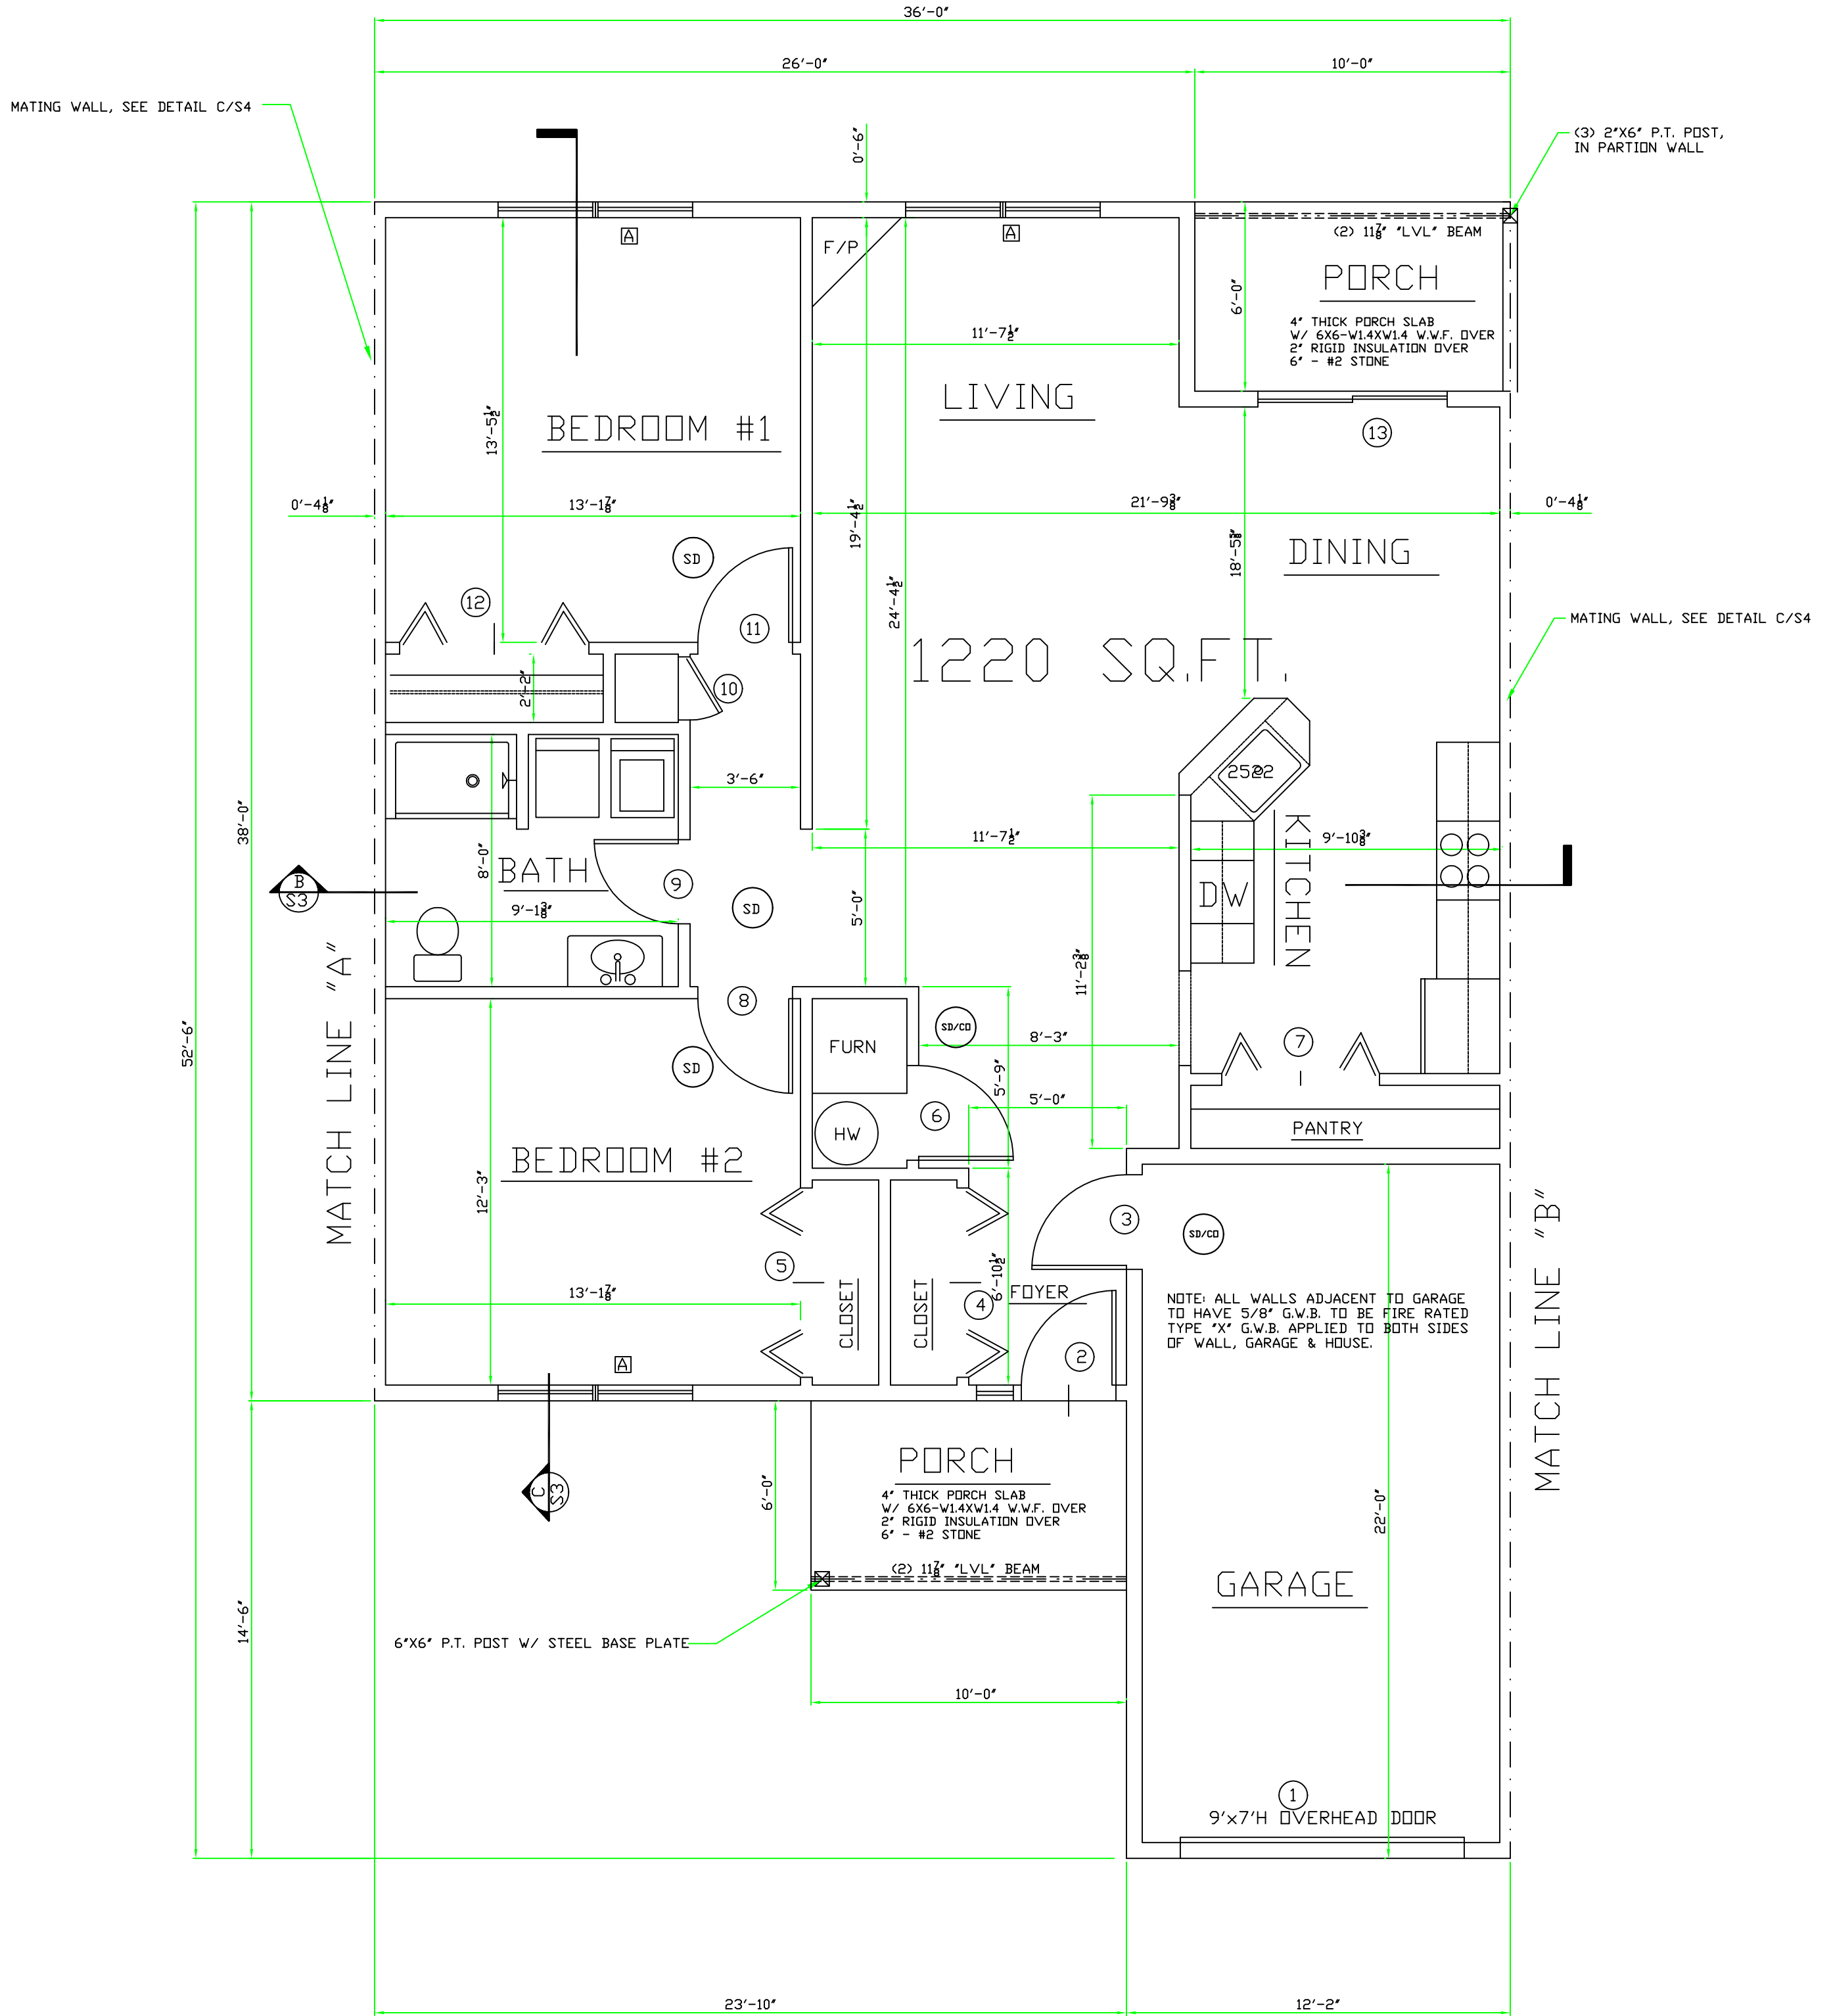 36'-0"
26'-0"
10'-0"
MATING WALL, SEE DETAIL C/S4
0'-6"
(3) 2"X6" P.T. POST,
IN PARTION WALL
A
A
F/P
(2) 11⅞" "LVL" BEAM
PORCH
6'-0"
4" THICK PORCH SLAB
W/ 6X6-W1.4XW1.4 W.W.F. OVER
2" RIGID INSULATION OVER
6" - #2 STONE
11'-7½"
LIVING
BEDROOM #1
13'-5½"
13
0'-4⅛"
13'-1⅞"
19'-4½"
21'-9⅜"
0'-4⅛"
SD
18'-5⅝"
DINING
24'-4½"
12
11
MATING WALL, SEE DETAIL C/S4
1220 SQ.FT.
2'-2"
10
2522
3'-6"
38'-0"
11'-7½"
9'-10⅜"
KITCHEN
8'-0"
BATH
9
DW
B
S3
SD
9'-1⅜"
5'-0"
11'-2⅜"
MATCH LINE "A"
8
52'-6"
SD/CO
FURN
8'-3"
7
SD
5'-9"
5'-0"
6
HW
PANTRY
BEDROOM #2
12'-3"
3
SD/CO
5
6'-10½"
13'-1⅞"
CLOSET
CLOSET
4
FOYER
NOTE: ALL WALLS ADJACENT TO GARAGE
TO HAVE 5/8" G.W.B. TO BE FIRE RATED
TYPE "X" G.W.B. APPLIED TO BOTH SIDES
OF WALL, GARAGE & HOUSE.
MATCH LINE "B"
A
2
PORCH
4" THICK PORCH SLAB
W/ 6X6-W1.4XW1.4 W.W.F. OVER
2" RIGID INSULATION OVER
6" - #2 STONE
C
S3
6'-0"
22'-0"
(2) 11⅞" "LVL" BEAM
GARAGE
14'-6"
6"X6" P.T. POST W/ STEEL BASE PLATE
10'-0"
1
9'x7'H OVERHEAD DOOR
23'-10"
12'-2"